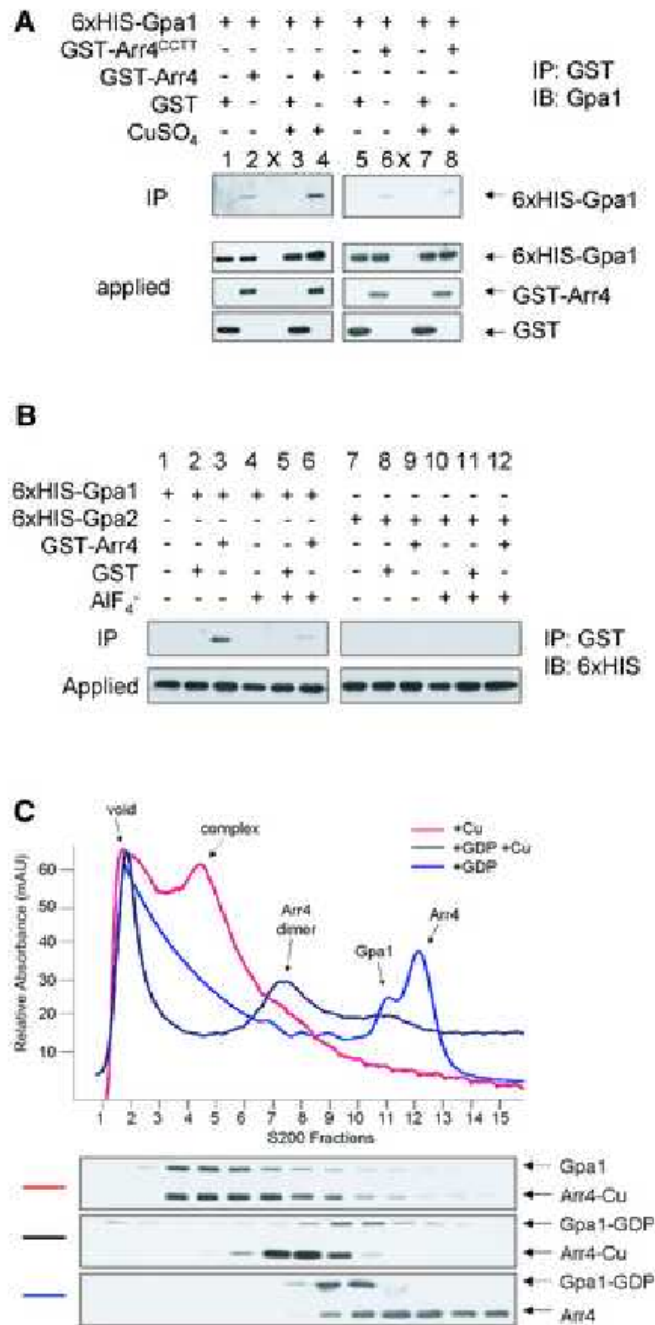 A
6xHIS-Gpa1 + + + + + + + +
GST-Arr4CCTT - - - - - + - +
GST-Arr4 - + - + - - - -
GST + - + - + - + -
CuSO4 - - + + - - + +
1 2 X 3 4 5 6 X 7 8
IP: GST
IB: Gpa1
IP
6xHIS-Gpa1
applied
6xHIS-Gpa1
GST-Arr4
GST
B
1 2 3 4 5 6 7 8 9 10 11 12
6xHIS-Gpa1 + + + + + + - - - - - -
6xHIS-Gpa2 - - - - - - + + + + + +
GST-Arr4 - - + - - + - - + - - +
GST - + - - + - - + - - + -
AlF4- - - - + + + - - - + + +
IP
Applied
IP: GST
IB: 6xHIS
C
void
complex
Arr4 dimer
Gpa1
Arr4
+Cu
+GDP +Cu
+GDP
Relative Absorbance (mAU)
60
50
40
30
20
10
1 2 3 4 5 6 7 8 9 10 11 12 13 14 15
S200 Fractions
Gpa1
Arr4-Cu
Gpa1-GDP
Arr4-Cu
Gpa1-GDP
Arr4